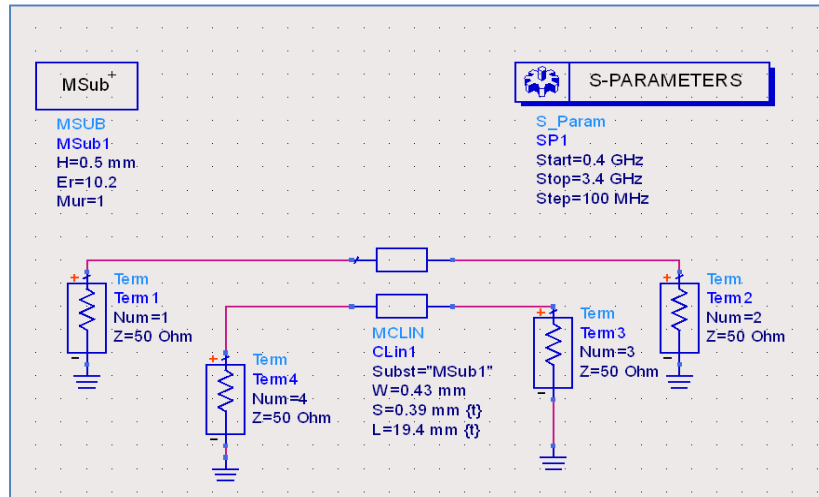 MSub
MSUB
MSub1
H=0.5 mm
Er=10.2
Mur=1
S-PARAMETERS
S_Param
SP1
Start=0.4 GHz
Stop=3.4 GHz
Step=100 MHz
+
Term
Term1
Num=1
Z=50 Ohm
-
+
Term
Term4
Num=4
Z=50 Ohm
-
MCLIN
CLin1
Subst="MSub1"
W=0.43 mm
S=0.39 mm {t}
L=19.4 mm {t}
+
Term
Term3
Num=3
Z=50 Ohm
-
+
Term
Term2
Num=2
Z=50 Ohm
-